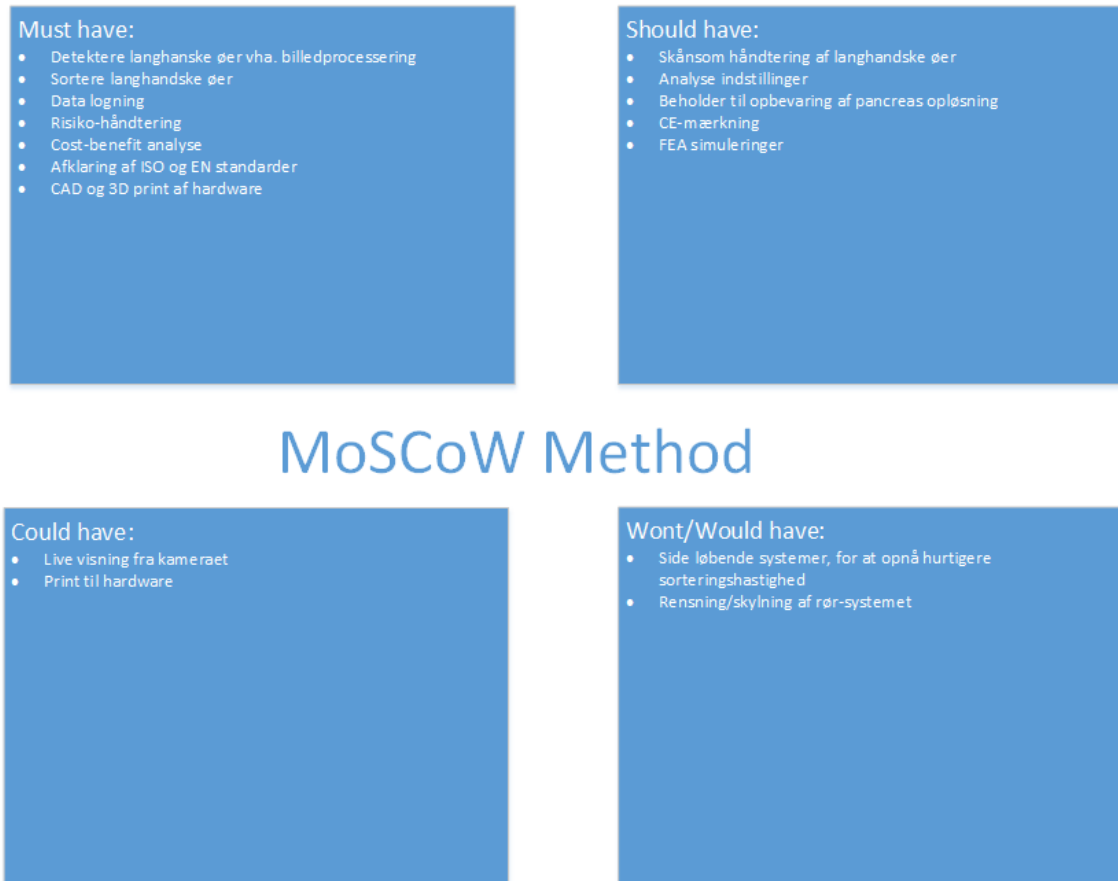 Must have:
• Detektere langhanske øer vha. billedprocessering
• Sortere langhandske øer
• Data logning
• Risiko-håndtering
• Cost-benefit analyse
• Afklaring af ISO og EN standarder
• CAD og 3D print af hardware
Should have:
• Skånsom håndtering af langhandske øer
• Analyse indstillinger
• Beholder til opbevaring af pancreas opløsning
• CE-mærkning
• FEA simuleringer
MoSCoW Method
Could have:
• Live visning fra kameraet
• Print til hardware
Wont/Would have:
• Side løbende systemer, for at opnå hurtigere
sorteringshastighed
• Rensning/skylning af rør-systemet